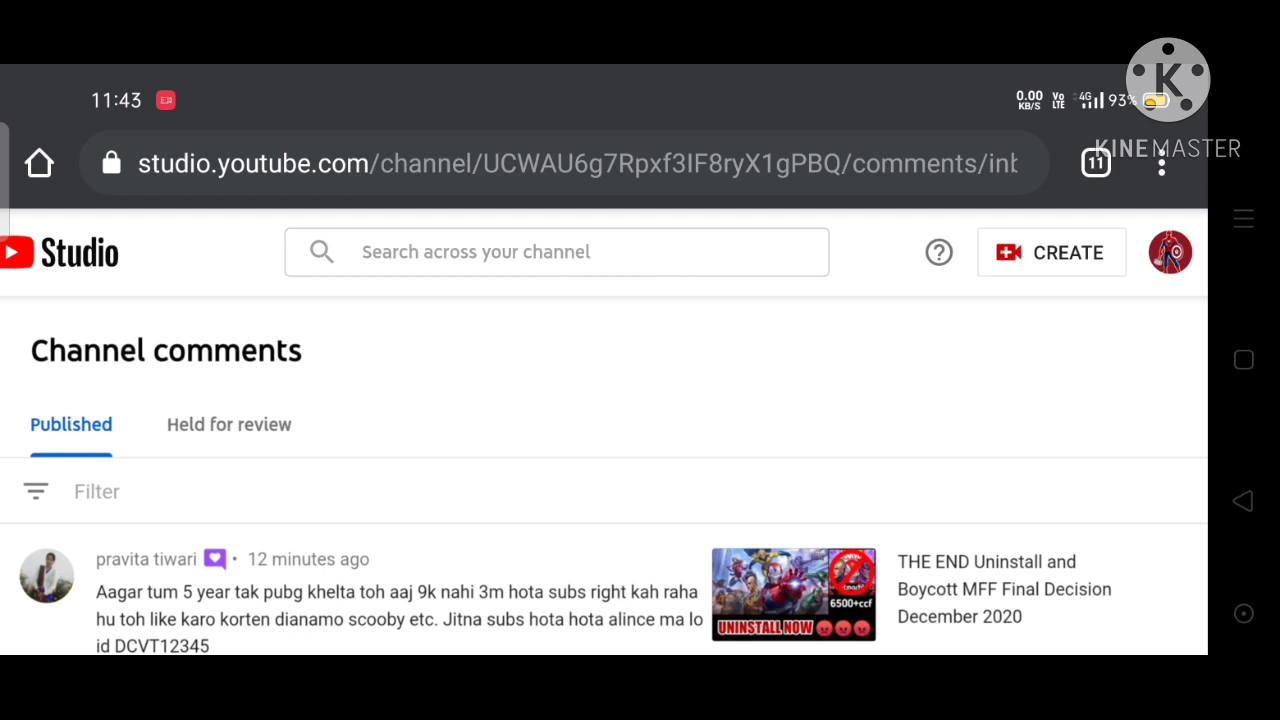 11:43
0.00 KB/S Vo LTE 4G 93%
KINEMASTER
studio.youtube.com/channel/UCWAU6g7Rpxf3IF8ryX1gPBQ/comments/inb
11
Studio
Search across your channel
CREATE
Channel comments
Published Held for review
Filter
pravita tiwari • 12 minutes ago
Aagar tum 5 year tak pubg khelta toh aaj 9k nahi 3m hota subs right kah raha
hu toh like karo korten dianamo scooby etc. Jitna subs hota hota alince ma lo
id DCVT12345
6500+ccf
UNINSTALL NOW
THE END Uninstall and
Boycott MFF Final Decision
December 2020